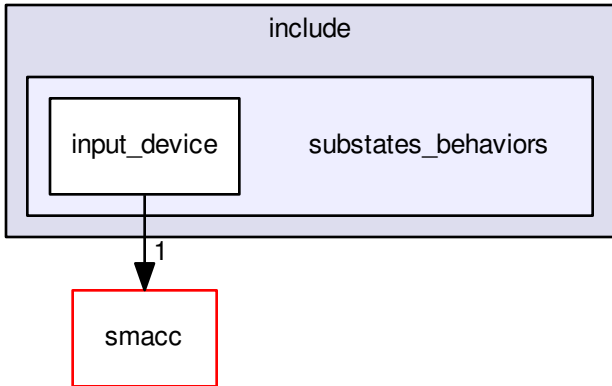 include
input_device
substates_behaviors
1
smacc